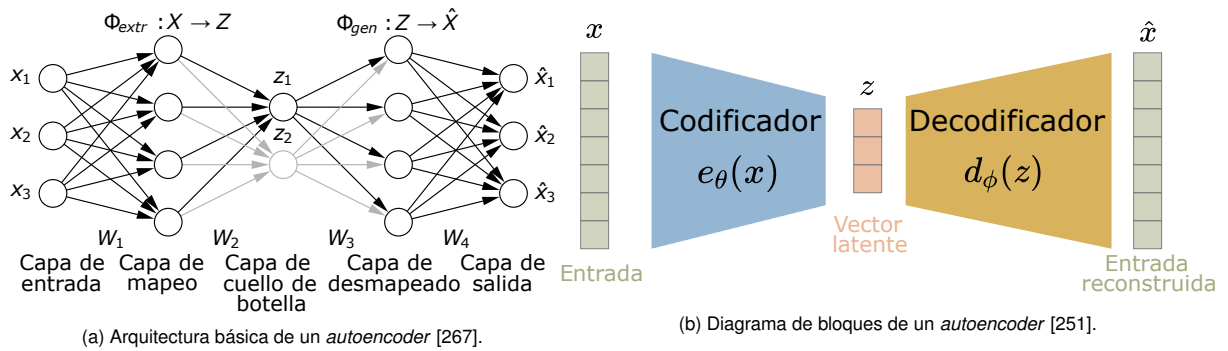 Φextr : X → Z
Φgen : Z → X̂
x1
x2
x3
z1
z2
x̂1
x̂2
x̂3
W1
W2
W3
W4
Capa de
entrada
Capa de
mapeo
Capa de
cuello de
botella
Capa de
desmapeado
Capa de
salida
(a) Arquitectura básica de un autoencoder [267].
x
Entrada
Codificador
eθ(x)
z
Vector
latente
Decodificador
dϕ(z)
x̂
Entrada
reconstruida
(b) Diagrama de bloques de un autoencoder [251].